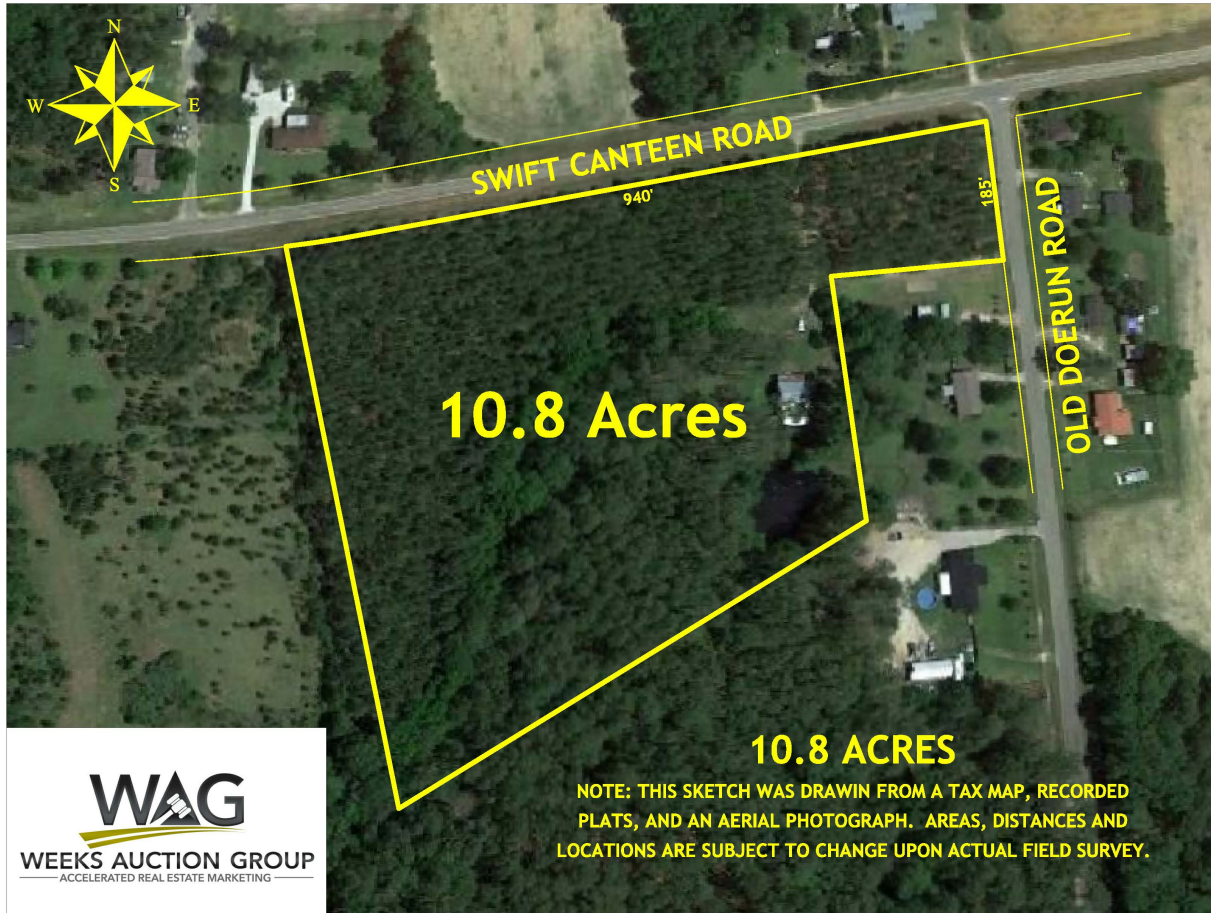 N
W E
S
SWIFT CANTEEN ROAD
940'
185'
OLD DOERUN ROAD
10.8 Acres
10.8 ACRES
NOTE: THIS SKETCH WAS DRAWIN FROM A TAX MAP, RECORDED
PLATS, AND AN AERIAL PHOTOGRAPH. AREAS, DISTANCES AND
LOCATIONS ARE SUBJECT TO CHANGE UPON ACTUAL FIELD SURVEY.
WAG
WEEKS AUCTION GROUP
ACCELERATED REAL ESTATE MARKETING